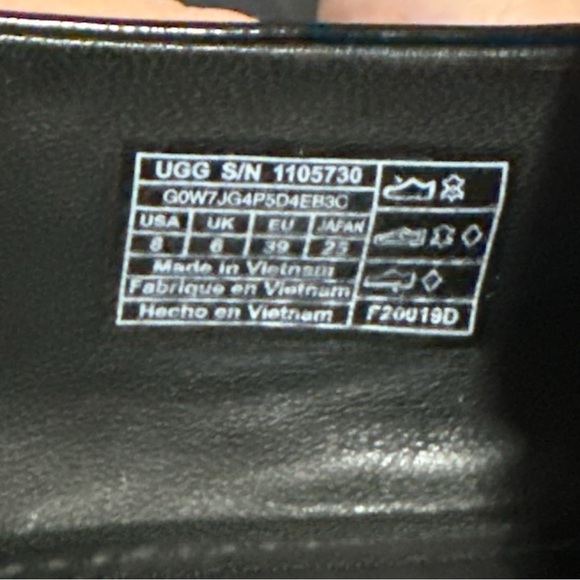 UGG S/N 1105730
G0W7JG4P5D4EB3C
USA UK EU JAPAN
8 6 39 25
Made in Vietnam
Fabrique en Vietnam
Hecho en Vietnam
F20019D